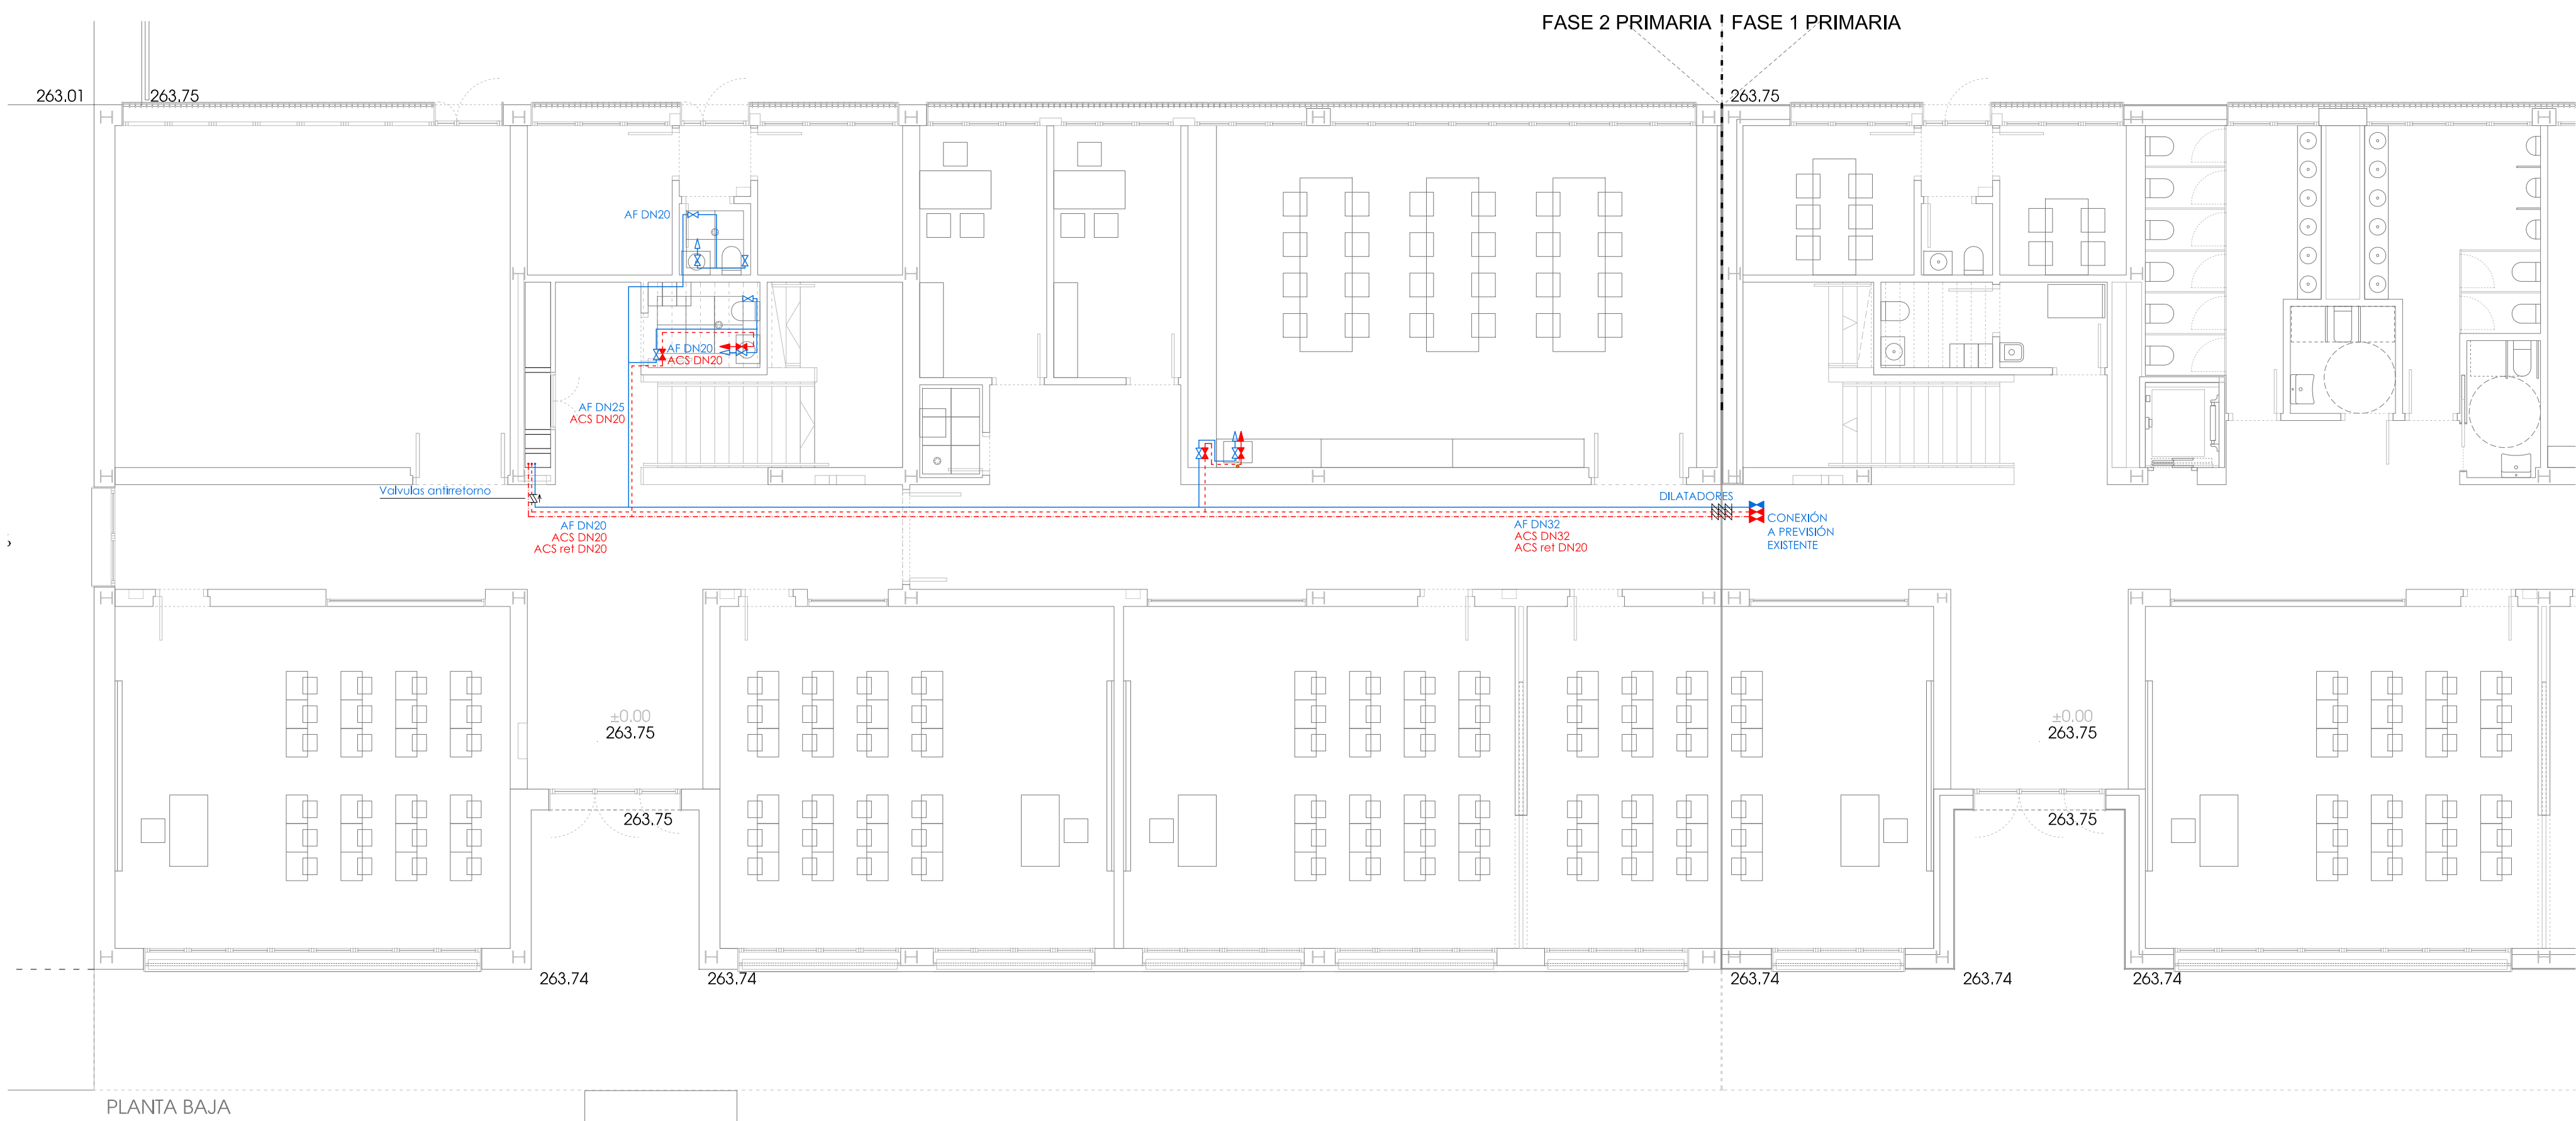 FASE 2 PRIMARIA
FASE 1 PRIMARIA
263.01
263.75
263.75
AF DN20
AF DN20
ACS DN20
AF DN25
ACS DN20
Valvulas antirretorno
DILATADORES
AF DN20
ACS DN20
ACS ret DN20
AF DN32
ACS DN32
ACS ret DN20
CONEXIÓN
A PREVISIÓN
EXISTENTE
±0.00
263.75
±0.00
263.75
263.75
263.75
263.74
263.74
263.74
263.74
263.74
PLANTA BAJA